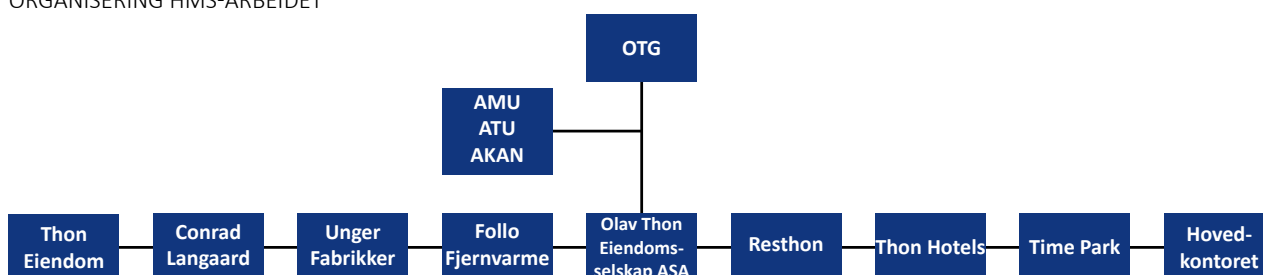 ORGANISERING HMS-ARBEIDET
OTG
AMU
ATU
AKAN
Thon
Eiendom
Conrad
Langaard
Unger
Fabrikker
Follo
Fjernvarme
Olav Thon
Eiendoms-
selskap ASA
Resthon
Thon Hotels
Time Park
Hoved-
kontoret